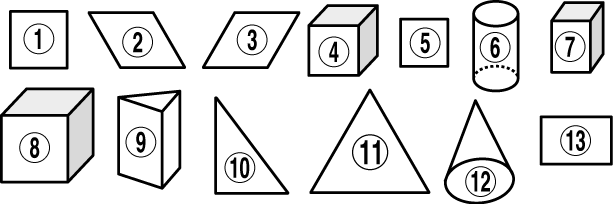 ① ② ③ ④ ⑤ ⑥ ⑦
⑧ ⑨ ⑩ ⑪ ⑫ ⑬